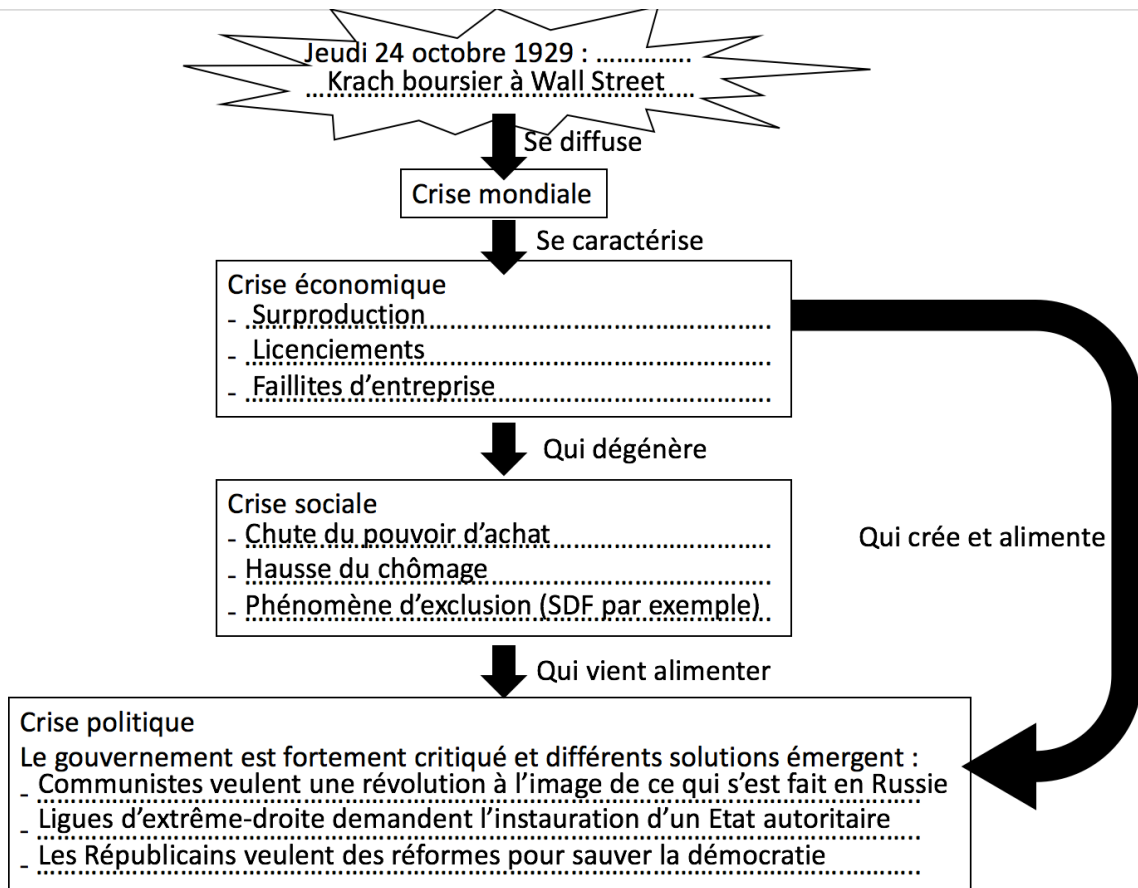 Jeudi 24 octobre 1929 : …………..
Krach boursier à Wall Street
Se diffuse
Crise mondiale
Se caractérise
Crise économique
- Surproduction
- Licenciements
- Faillites d’entreprise
Qui dégénère
Crise sociale
- Chute du pouvoir d’achat
- Hausse du chômage
- Phénomène d’exclusion (SDF par exemple)
Qui crée et alimente
Qui vient alimenter
Crise politique
Le gouvernement est fortement critiqué et différents solutions émergent :
- Communistes veulent une révolution à l’image de ce qui s’est fait en Russie
- Ligues d’extrême-droite demandent l’instauration d’un Etat autoritaire
- Les Républicains veulent des réformes pour sauver la démocratie